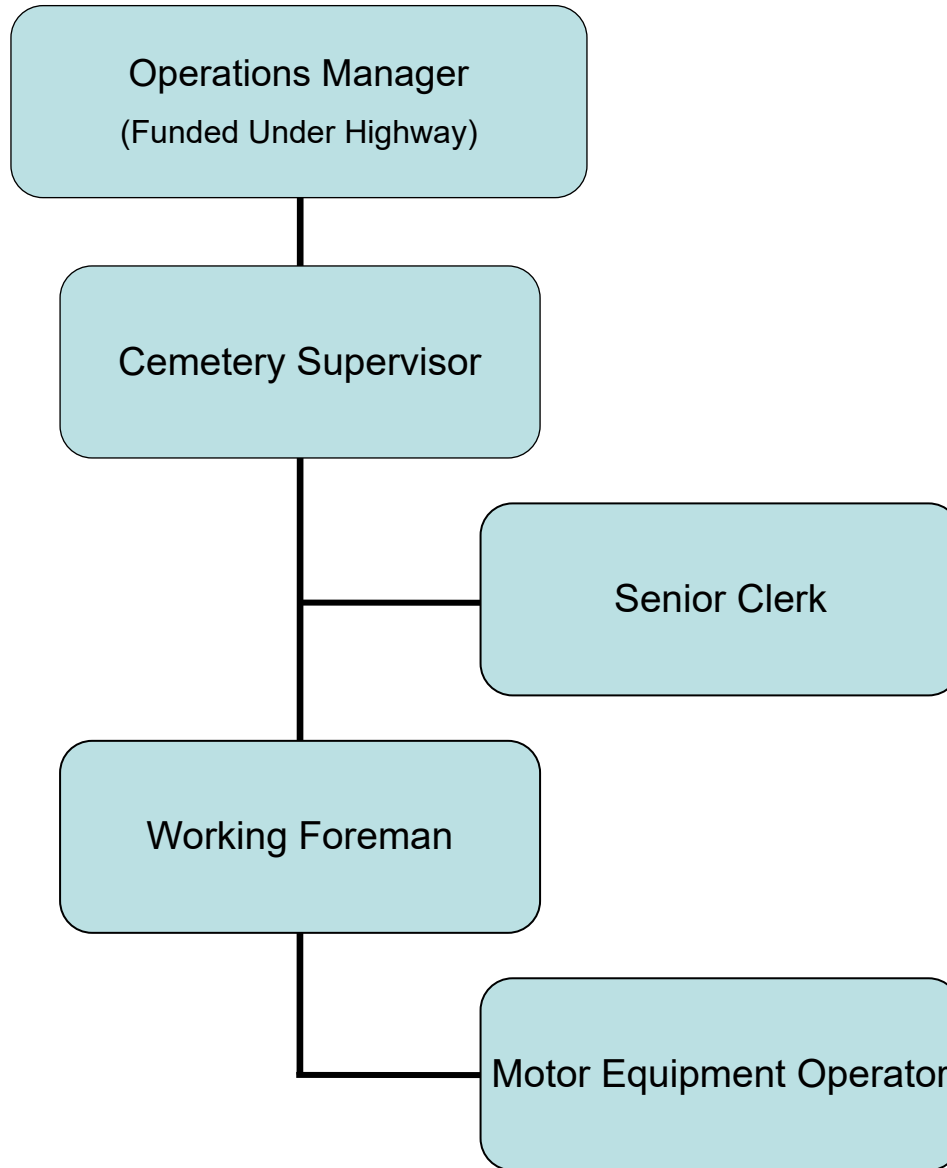 Operations Manager
(Funded Under Highway)
Cemetery Supervisor
Senior Clerk
Working Foreman
Motor Equipment Operator